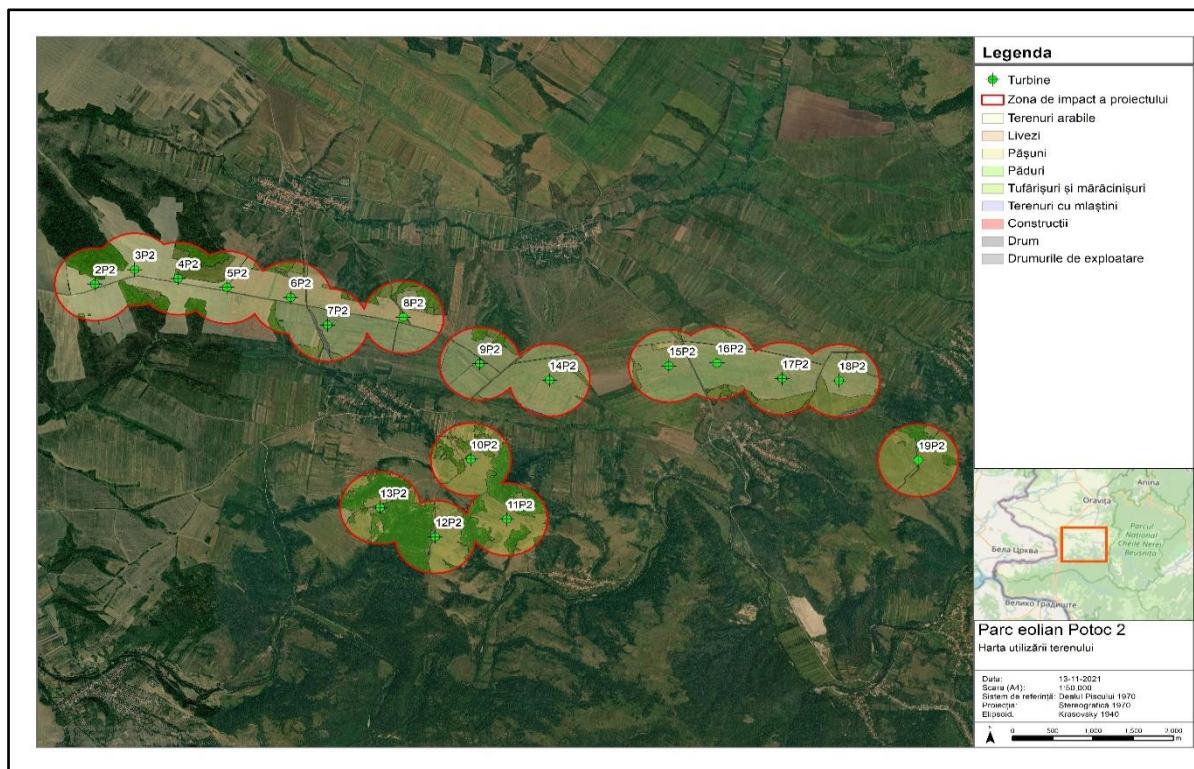 Legenda
Turbine
Zona de impact a proiectului
Terenuri arabile
Livezi
Pășuni
Păduri
Tufărișuri și mărăcinișuri
Terenuri cu mlaștini
Constructii
Drum
Drumurile de exploatare
2P2
3P2
4P2
5P2
6P2
7P2
8P2
9P2
14P2
15P2
16P2
17P2
18P2
19P2
10P2
13P2
12P2
11P2
Anina
Oravița
Parcul
Național
Cheile Nerei
Beușnița
Бела Црква
Велико Градиште
Parc eolian Potoc 2
Harta utilizării terenului
Data: 13-11-2021
Scara (A4): 1:50,000
Sistem de referință: Dealul Piscului 1970
Proiecția: Stereografică 1970
Elipsoid: Krasovsky 1940
0 500 1,000 1,500 2,000
m